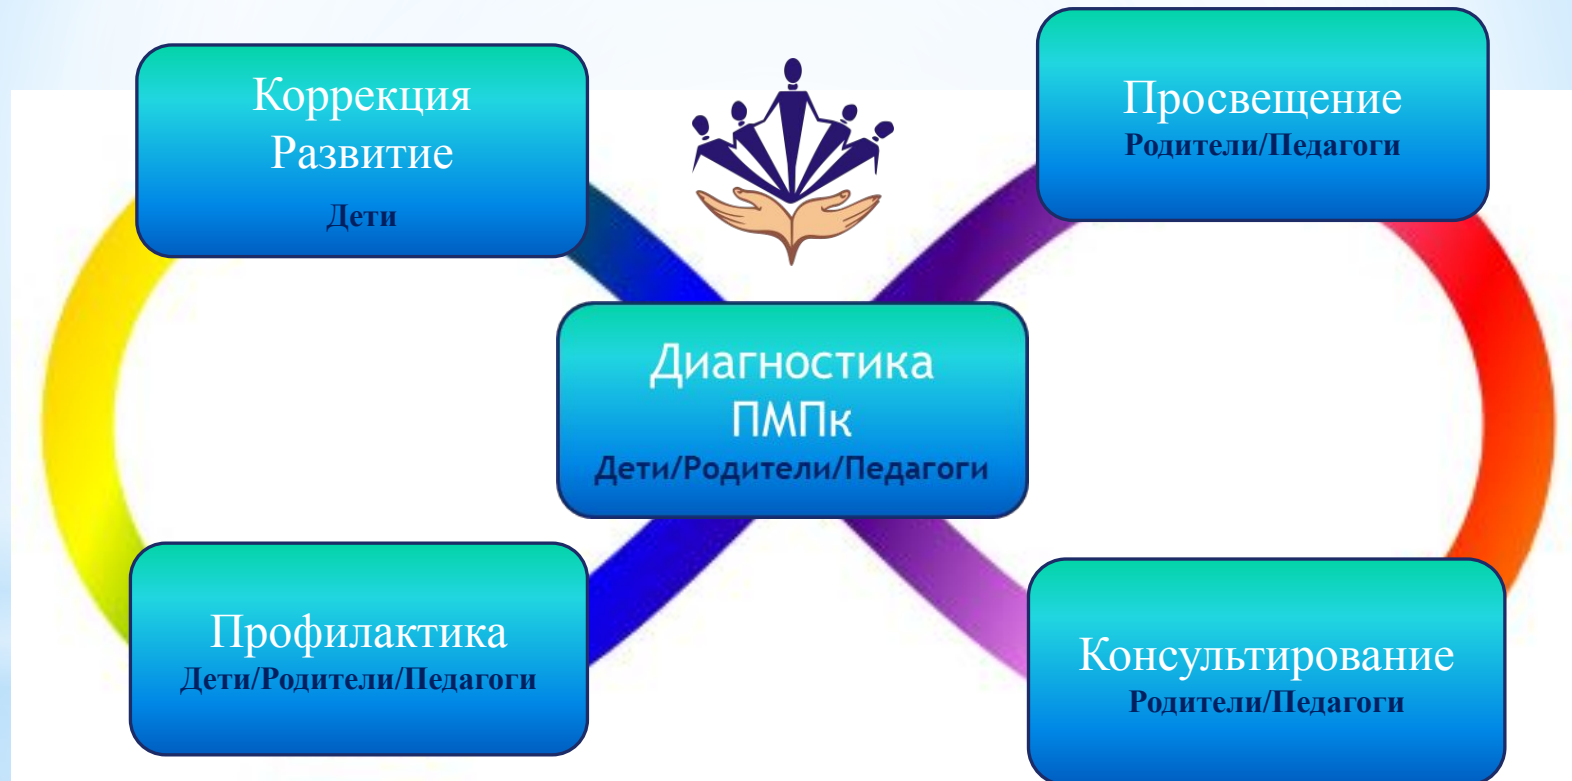 Коррекция
Развитие
Дети
Просвещение
Родители/Педагоги
Диагностика
ПМПк
Дети/Родители/Педагоги
Профилактика
Дети/Родители/Педагоги
Консультирование
Родители/Педагоги